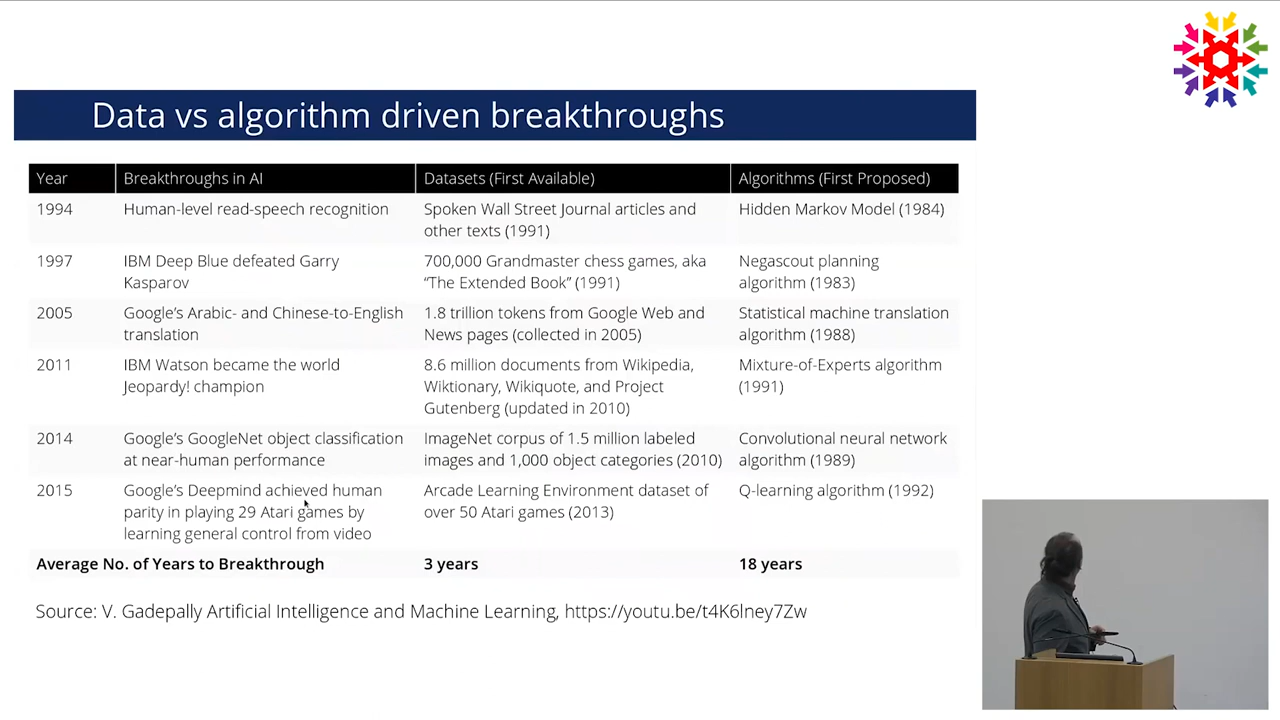 Data vs algorithm driven breakthroughs
Year
Breakthroughs in AI
Datasets (First Available)
Algorithms (First Proposed)
1994
Human-level read-speech recognition
Spoken Wall Street Journal articles and
other texts (1991)
Hidden Markov Model (1984)
1997
IBM Deep Blue defeated Garry
Kasparov
700,000 Grandmaster chess games, aka
“The Extended Book” (1991)
Negascout planning
algorithm (1983)
2005
Google’s Arabic- and Chinese-to-English
translation
1.8 trillion tokens from Google Web and
News pages (collected in 2005)
Statistical machine translation
algorithm (1988)
2011
IBM Watson became the world
Jeopardy! champion
8.6 million documents from Wikipedia,
Wiktionary, Wikiquote, and Project
Gutenberg (updated in 2010)
Mixture-of-Experts algorithm
(1991)
2014
Google’s GoogleNet object classification
at near-human performance
ImageNet corpus of 1.5 million labeled
images and 1,000 object categories (2010)
Convolutional neural network
algorithm (1989)
2015
Google’s Deepmind achieved human
parity in playing 29 Atari games by
learning general control from video
Arcade Learning Environment dataset of
over 50 Atari games (2013)
Q-learning algorithm (1992)
Average No. of Years to Breakthrough
3 years
18 years
Source: V. Gadepally Artificial Intelligence and Machine Learning, https://youtu.be/t4K6lney7Zw